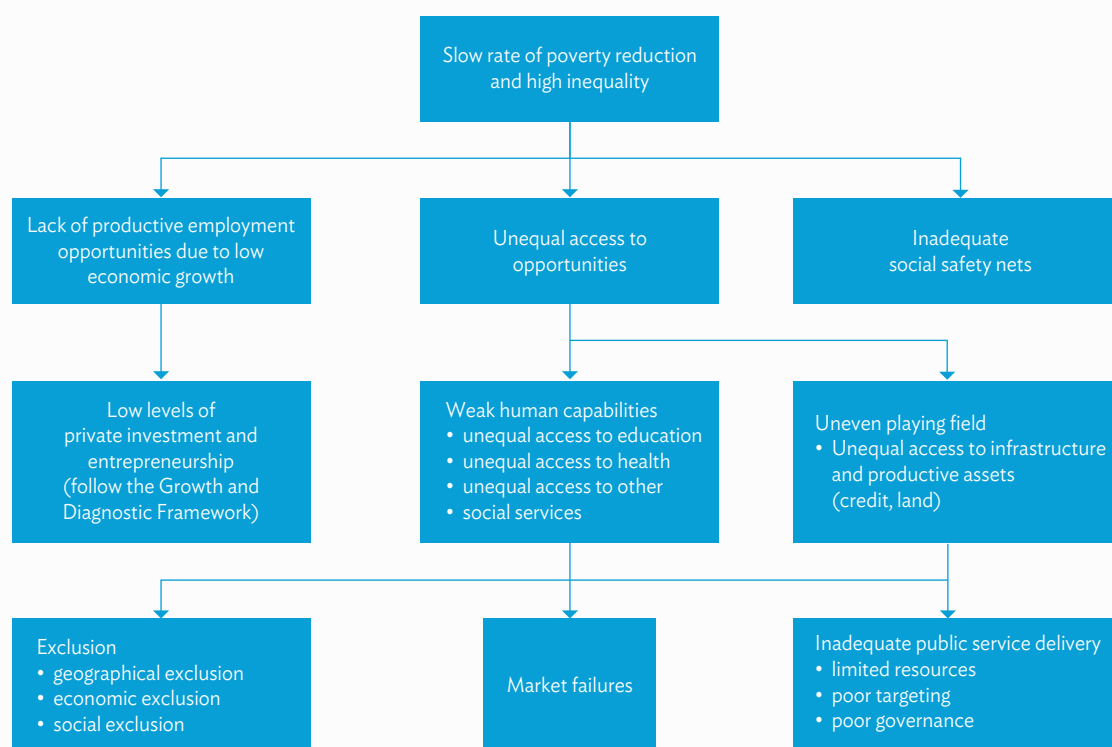 Slow rate of poverty reduction
and high inequality
Lack of productive employment
opportunities due to low
economic growth
Unequal access to
opportunities
Inadequate
social safety nets
Low levels of
private investment and
entrepreneurship
(follow the Growth and
Diagnostic Framework)
Weak human capabilities
• unequal access to education
• unequal access to health
• unequal access to other
• social services
Uneven playing field
• Unequal access to infrastructure
and productive assets
(credit, land)
Exclusion
• geographical exclusion
• economic exclusion
• social exclusion
Market failures
Inadequate public service delivery
• limited resources
• poor targeting
• poor governance